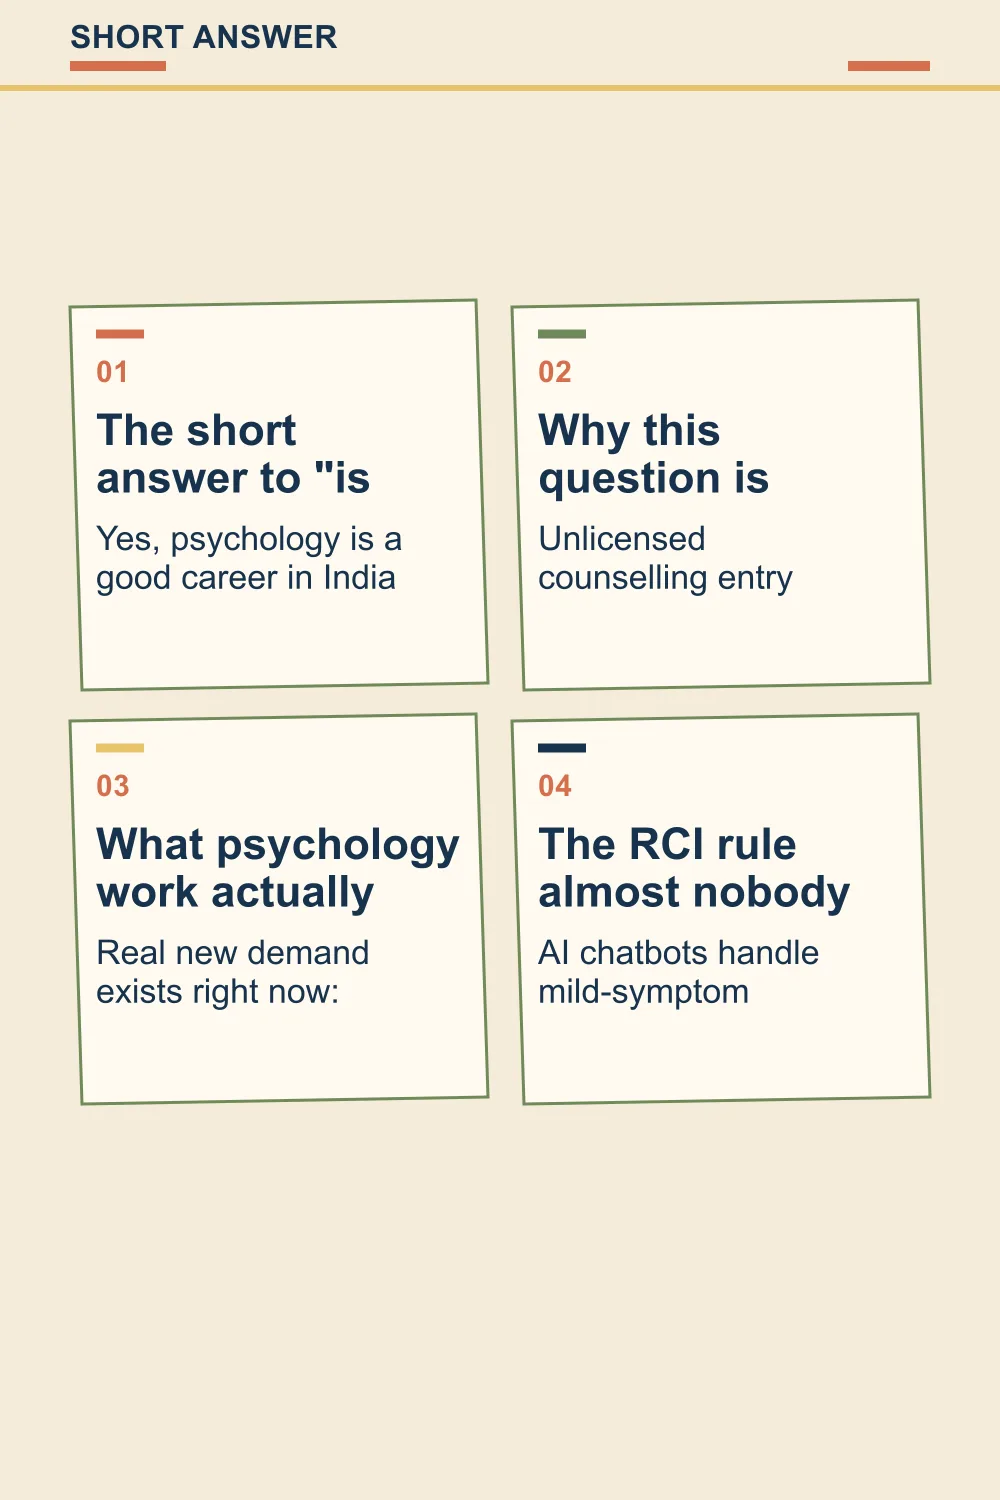 SHORT ANSWER
01
The short
answer to "is
Yes, psychology is a
good career in India
02
Why this
question is
Unlicensed
counselling entry
03
What psychology
work actually
Real new demand
exists right now:
04
The RCI rule
almost nobody
AI chatbots handle
mild-symptom